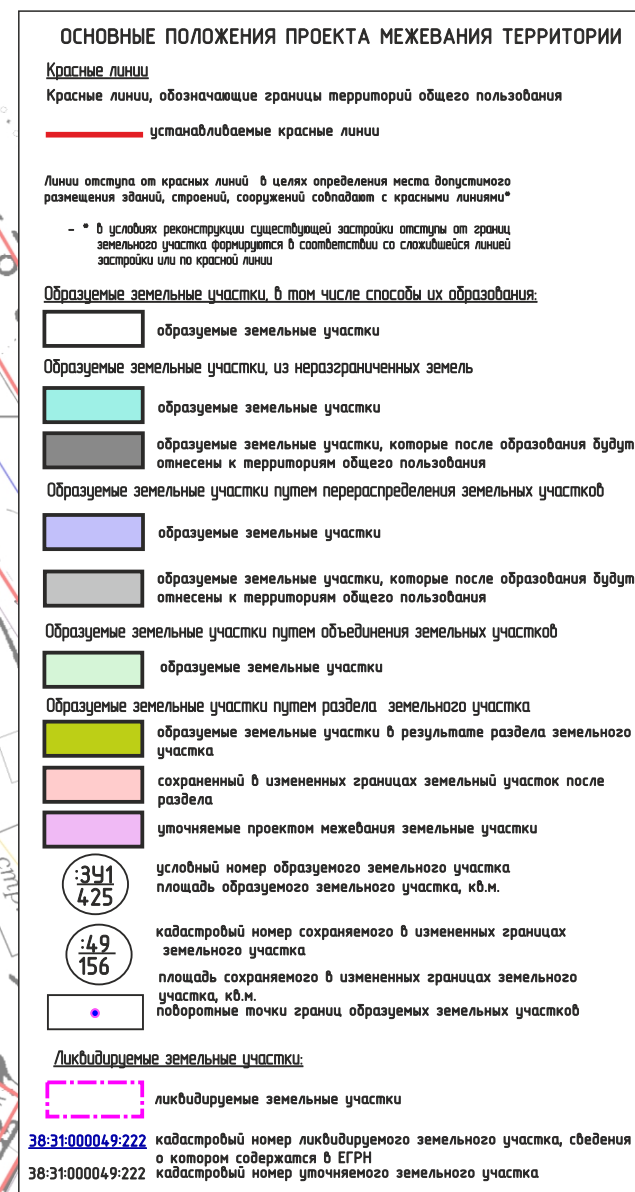 ОСНОВНЫЕ ПОЛОЖЕНИЯ ПРОЕКТА МЕЖЕВАНИЯ ТЕРРИТОРИИ
Красные линии
Красные линии, обозначающие границы территорий общего пользования
устанавливаемые красные линии
Линии отступа от красных линий в целях определения места допустимого
размещения зданий, строений, сооружений совпадают с красными линиями*
- * в условиях реконструкции существующей застройки отступы от границ
земельного участка формируются в соответствии со сложившейся линией
застройки или по красной линии
Образуемые земельные участки, в том числе способы их образования:
образуемые земельные участки
Образуемые земельные участки, из неразграниченных земель
образуемые земельные участки
образуемые земельные участки, которые после образования будут
отнесены к территориям общего пользования
Образуемые земельные участки путем перераспределения земельных участков
образуемые земельные участки
образуемые земельные участки, которые после образования будут
отнесены к территориям общего пользования
Образуемые земельные участки путем объединения земельных участков
образуемые земельные участки
Образуемые земельные участки путем раздела земельного участка
образуемые земельные участки в результате раздела земельного
участка
сохраненный в измененных границах земельный участок после
раздела
уточняемые проектом межевания земельные участки
:ЗУ1
425
условный номер образуемого земельного участка
площадь образуемого земельного участка, кв.м.
стр.
:49
156
кадастровый номер сохраняемого в измененных границах
земельного участка
площадь сохраняемого в измененных границах земельного
участка, кв.м.
поворотные точки границ образуемых земельных участков
Ликвидируемые земельные участки:
ликвидируемые земельные участки
38:31:000049:222 кадастровый номер ликвидируемого земельного участка, сведения
о котором содержатся в ЕГРН
38:31:000049:222 кадастровый номер уточняемого земельного участка